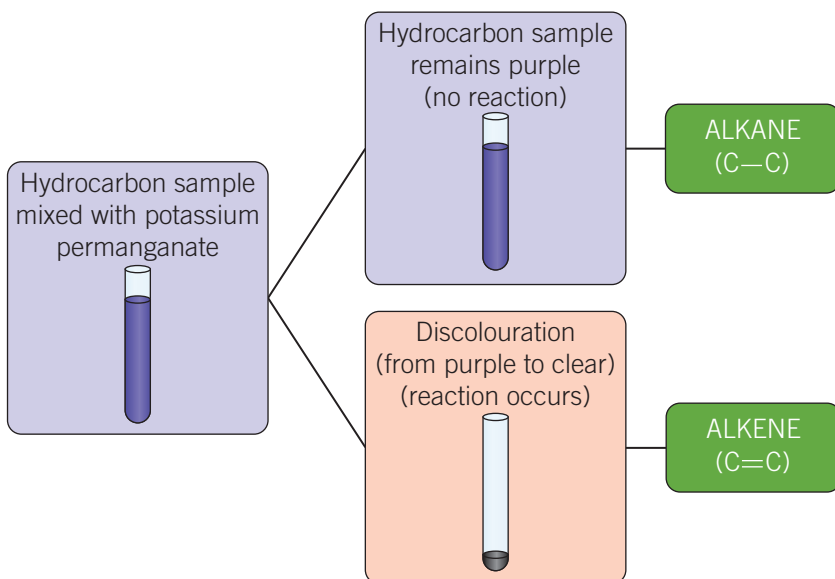 Hydrocarbon sample
mixed with potassium
permanganate
Hydrocarbon sample
remains purple
(no reaction)
ALKANE
(C—C)
Discolouration
(from purple to clear)
(reaction occurs)
ALKENE
(C=C)